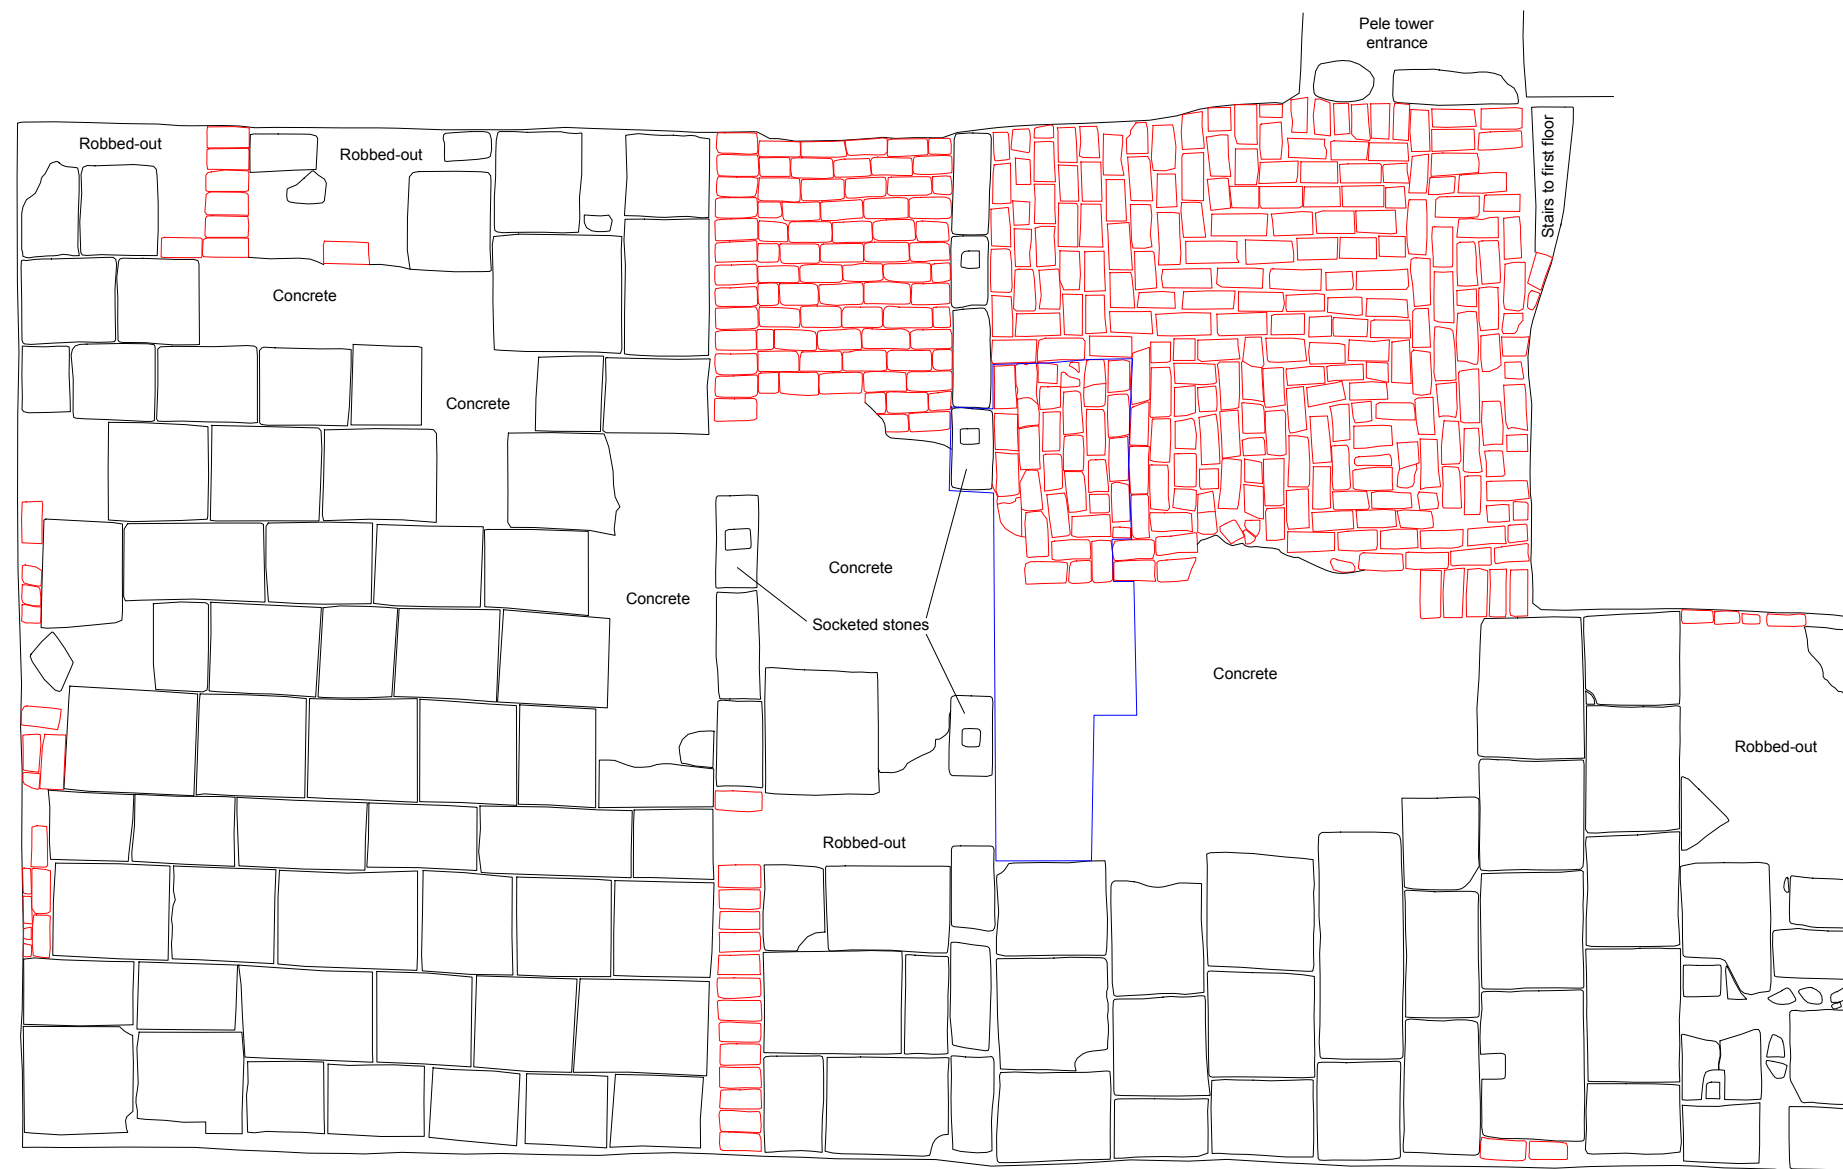 Pele tower
entrance
Stairs to first floor
Robbed-out
Robbed-out
Concrete
Concrete
Concrete
Concrete
Socketed stones
Concrete
Robbed-out
Robbed-out